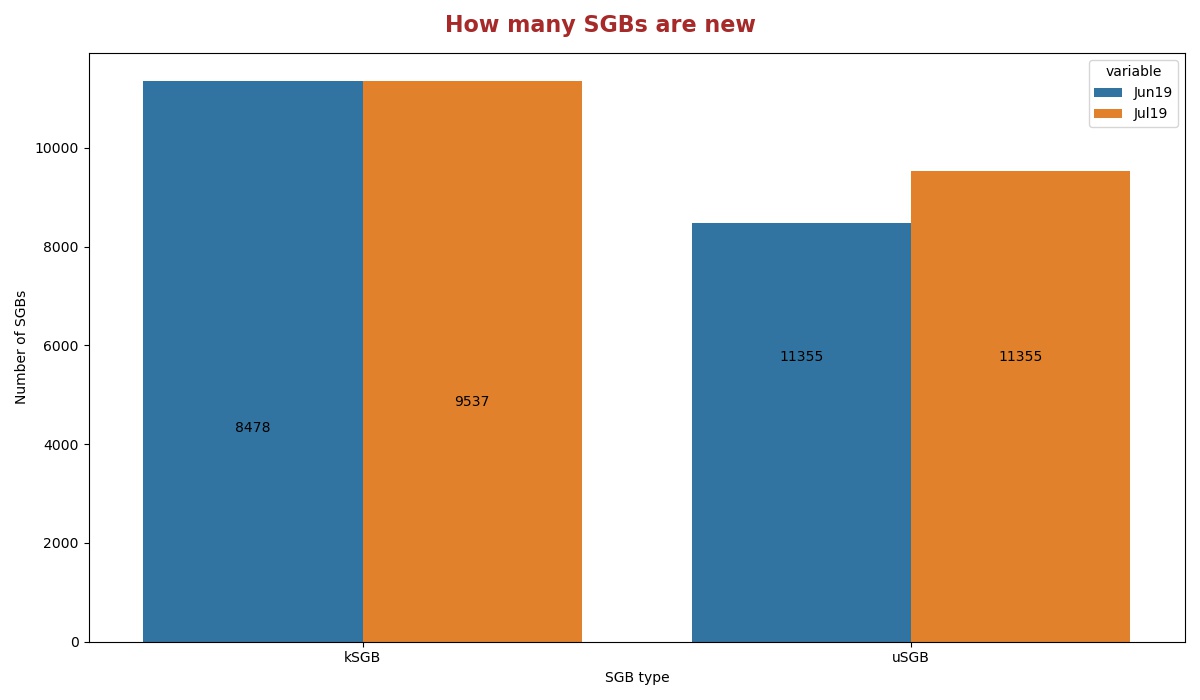 How many SGBs are new
variable
Jun19
Jul19
10000
8000
6000
4000
2000
0
Number of SGBs
8478
9537
11355
11355
kSGB
uSGB
SGB type